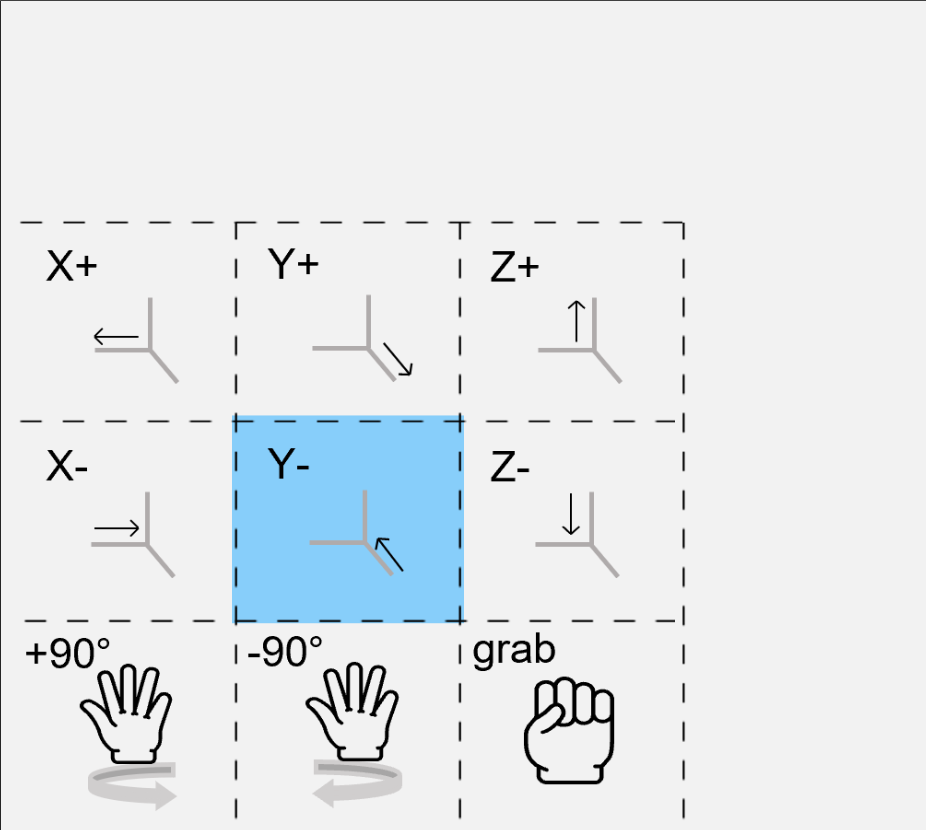 X+ Y+ Z+
X- Y- Z-
+90° -90° grab